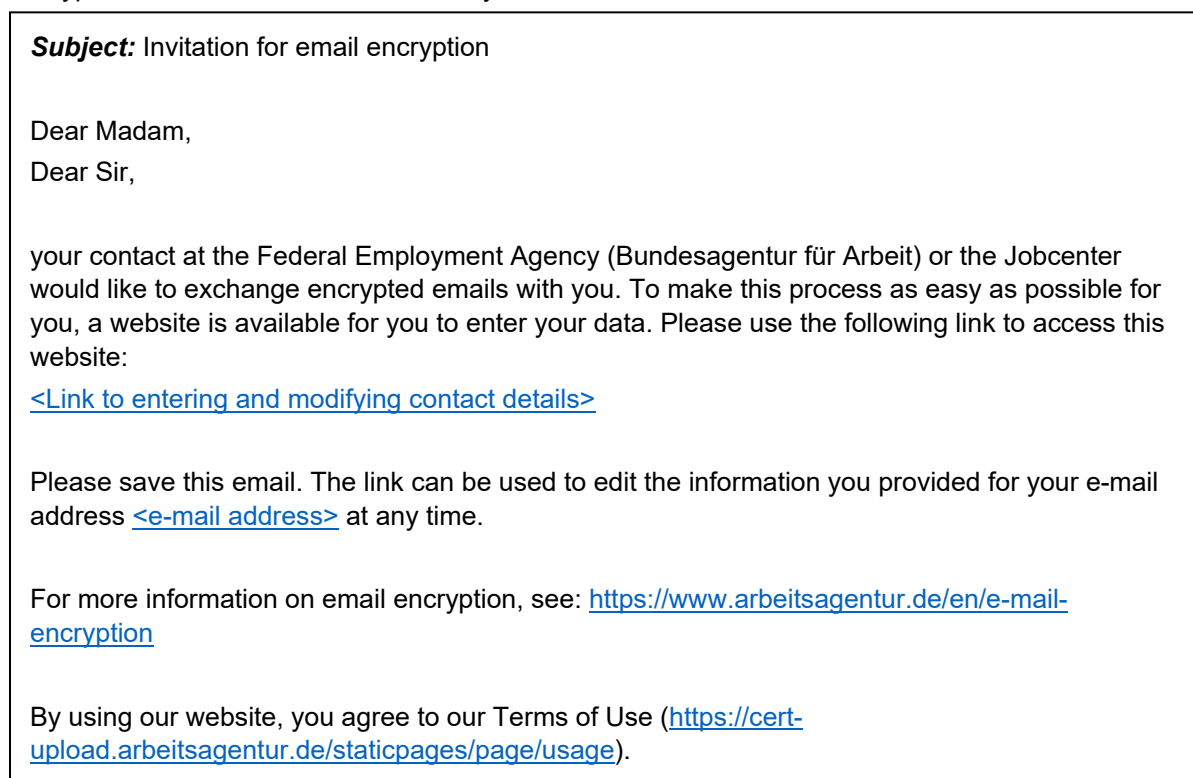 Subject: Invitation for email encryption
Dear Madam,
Dear Sir,
your contact at the Federal Employment Agency (Bundesagentur für Arbeit) or the Jobcenter
would like to exchange encrypted emails with you. To make this process as easy as possible for
you, a website is available for you to enter your data. Please use the following link to access this
website:
<Link to entering and modifying contact details>
Please save this email. The link can be used to edit the information you provided for your e-mail
address <e-mail address> at any time.
For more information on email encryption, see: https://www.arbeitsagentur.de/en/e-mail-
encryption
By using our website, you agree to our Terms of Use (https://cert-
upload.arbeitsagentur.de/staticpages/page/usage).